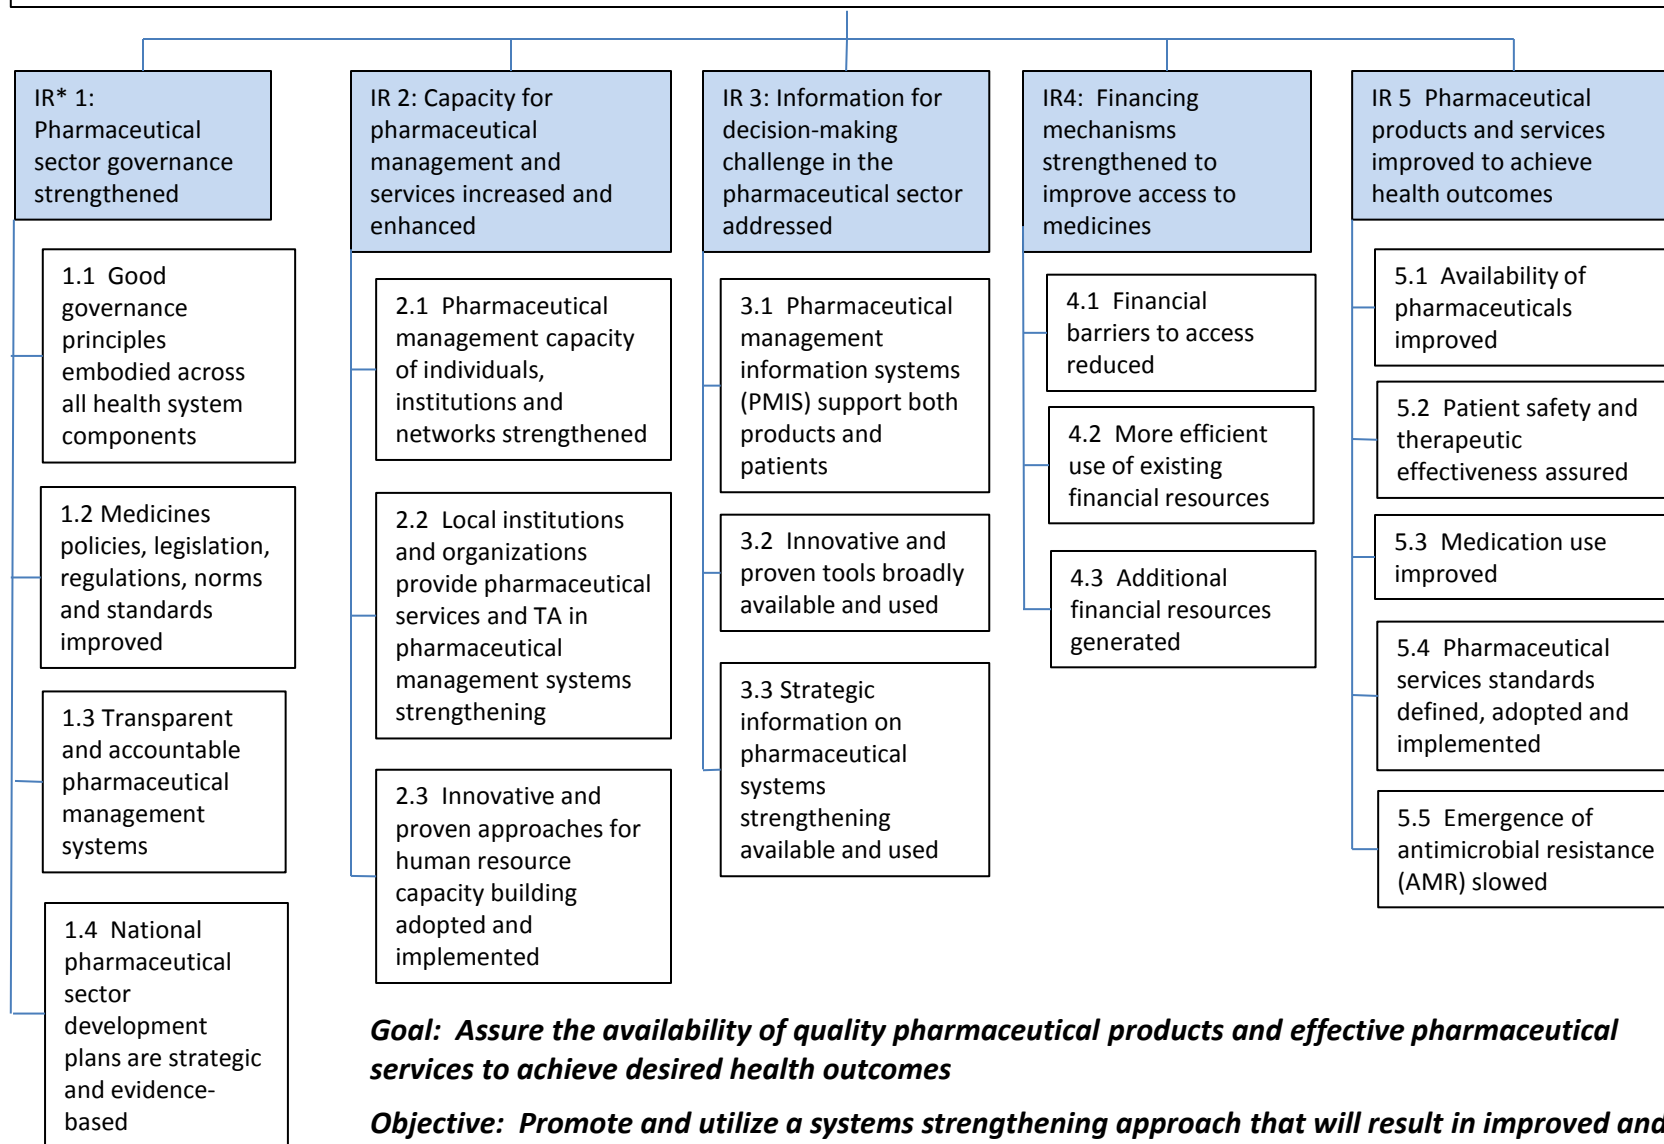 IR* 1:
Pharmaceutical
sector governance
strengthened
1.1 Good
governance
principles
embodied across
all health system
components
1.2 Medicines
policies, legislation,
regulations, norms
and standards
improved
1.3 Transparent
and accountable
pharmaceutical
management
systems
1.4 National
pharmaceutical
sector
development
plans are strategic
and evidence-
based
IR 2: Capacity for
pharmaceutical
management and
services increased and
enhanced
2.1 Pharmaceutical
management capacity
of individuals,
institutions and
networks strengthened
2.2 Local institutions
and organizations
provide pharmaceutical
services and TA in
pharmaceutical
management systems
strengthening
2.3 Innovative and
proven approaches for
human resource
capacity building
adopted and
implemented
IR 3: Information for
decision-making
challenge in the
pharmaceutical sector
addressed
3.1 Pharmaceutical
management
information systems
(PMIS) support both
products and
patients
3.2 Innovative and
proven tools broadly
available and used
3.3 Strategic
information on
pharmaceutical
systems
strengthening
available and used
IR4: Financing
mechanisms
strengthened to
improve access to
medicines
4.1 Financial
barriers to access
reduced
4.2 More efficient
use of existing
financial resources
4.3 Additional
financial resources
generated
IR 5 Pharmaceutical
products and services
improved to achieve
health outcomes
5.1 Availability of
pharmaceuticals
improved
5.2 Patient safety and
therapeutic
effectiveness assured
5.3 Medication use
improved
5.4 Pharmaceutical
services standards
defined, adopted and
implemented
5.5 Emergence of
antimicrobial resistance
(AMR) slowed
Goal: Assure the availability of quality pharmaceutical products and effective pharmaceutical
services to achieve desired health outcomes
Objective: Promote and utilize a systems strengthening approach that will result in improved and